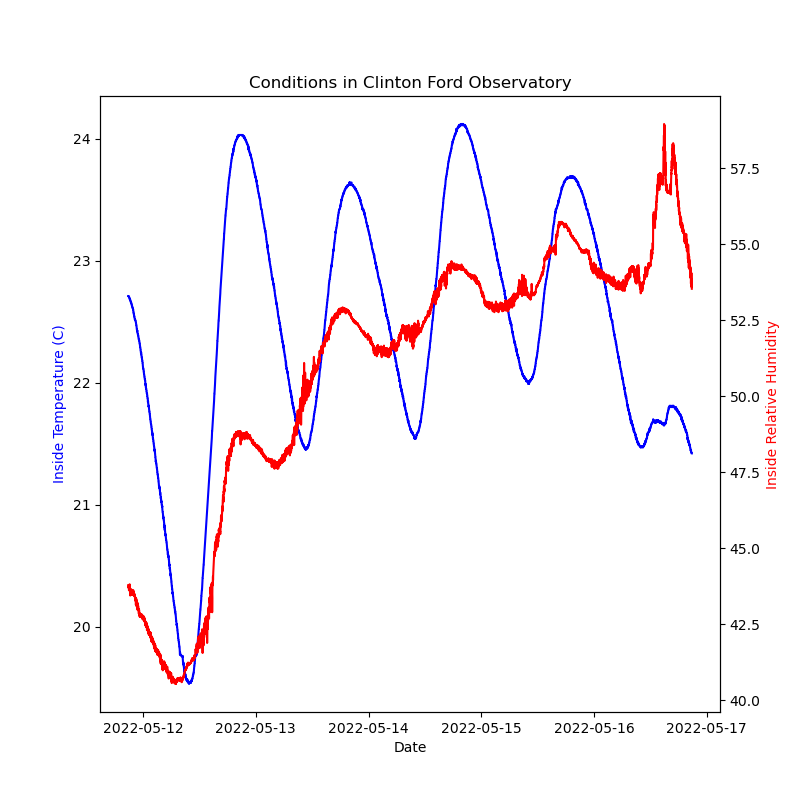 Conditions in Clinton Ford Observatory
24
23
22
21
20
Inside Temperature (C)
57.5
55.0
52.5
50.0
47.5
45.0
42.5
40.0
Inside Relative Humidity
2022-05-12 2022-05-13 2022-05-14 2022-05-15 2022-05-16 2022-05-17
Date